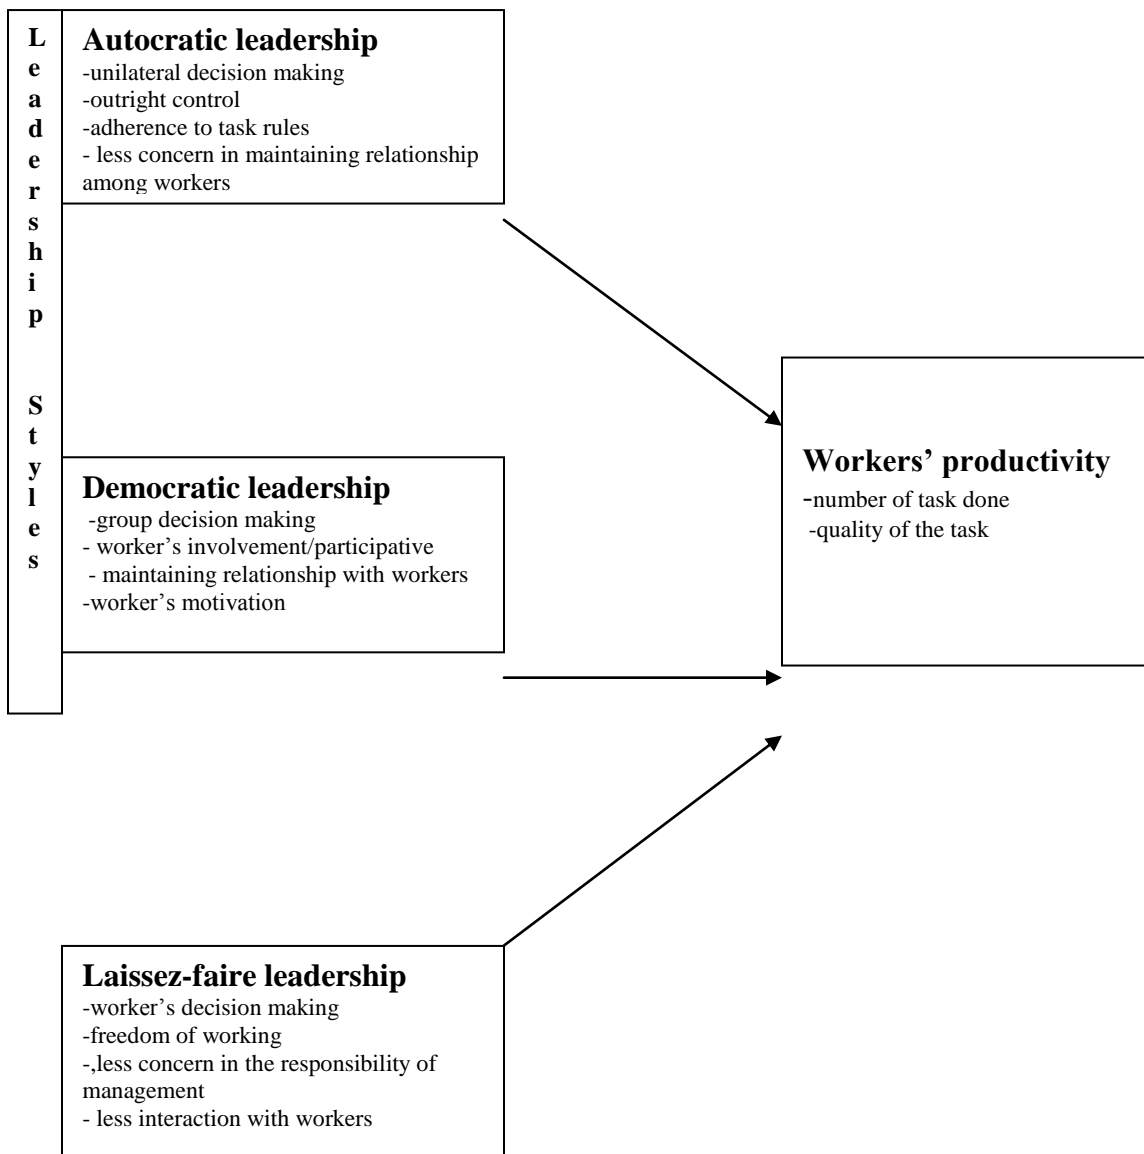 Leadership Styles
Autocratic leadership
-unilateral decision making
-outright control
-adherence to task rules
- less concern in maintaining relationship
among workers
Democratic leadership
-group decision making
- worker's involvement/participative
- maintaining relationship with workers
-worker's motivation
Laissez-faire leadership
-worker's decision making
-freedom of working
-,less concern in the responsibility of
management
- less interaction with workers
Workers' productivity
-number of task done
-quality of the task